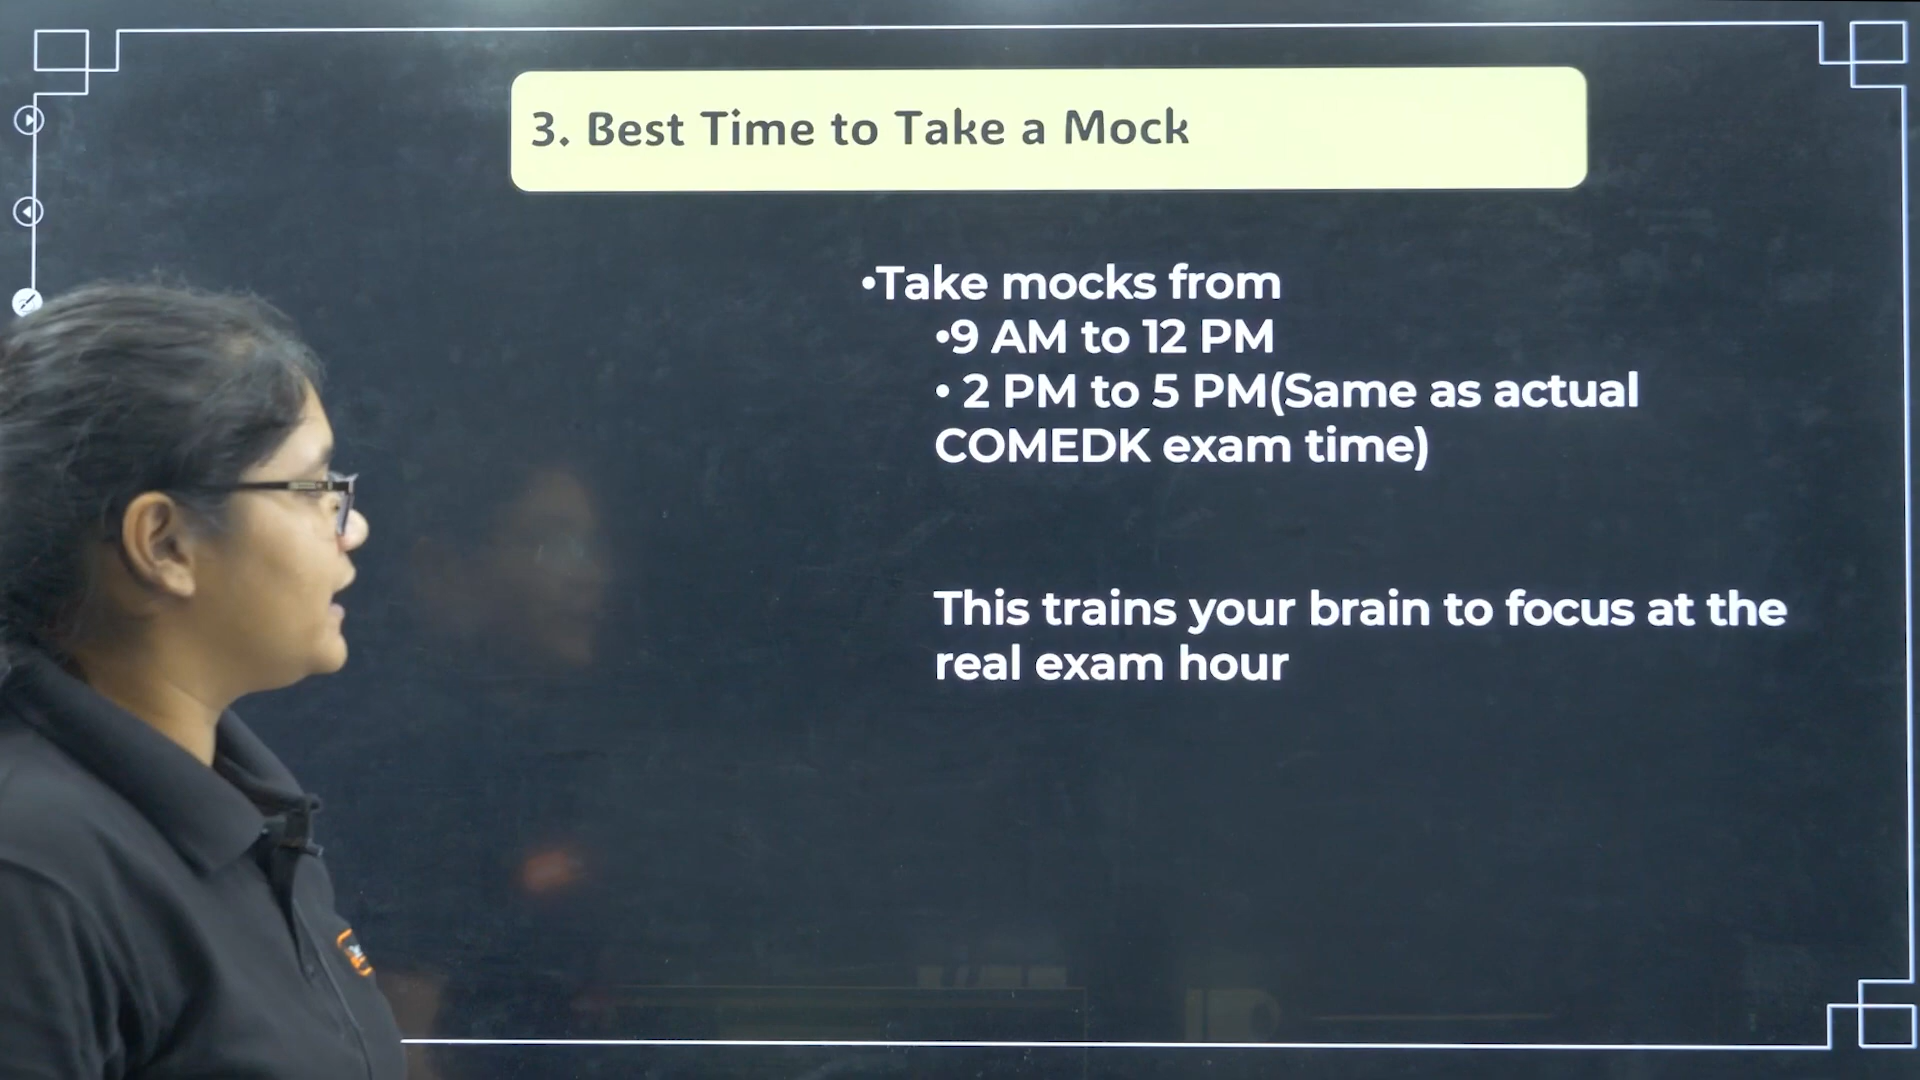 3. Best Time to Take a Mock
•Take mocks from
•9 AM to 12 PM
• 2 PM to 5 PM(Same as actual
COMEDK exam time)
This trains your brain to focus at the
real exam hour